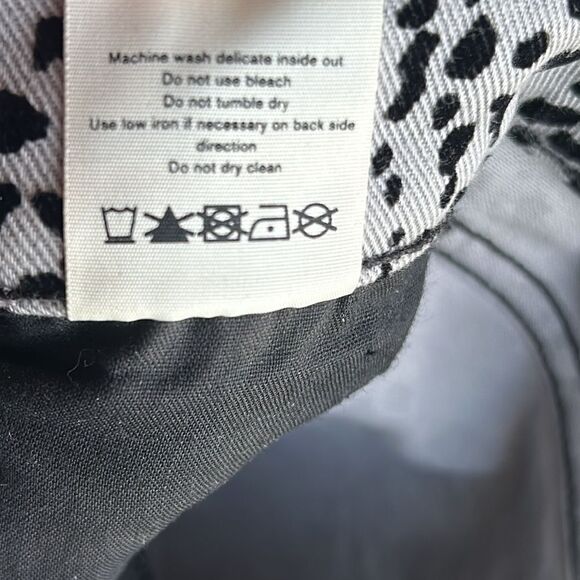 Machine wash delicate inside out
Do not use bleach
Do not tumble dry
Use low iron if necessary on back side
direction
Do not dry clean